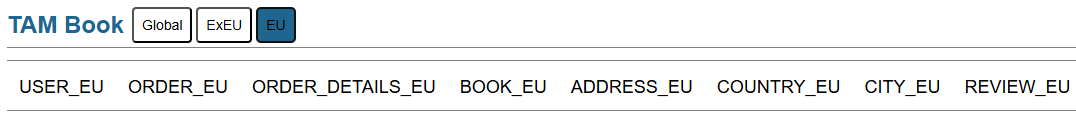 TAM Book Global ExEU EU
USER_EU ORDER_EU ORDER_DETAILS_EU BOOK_EU ADDRESS_EU COUNTRY_EU CITY_EU REVIEW_EU